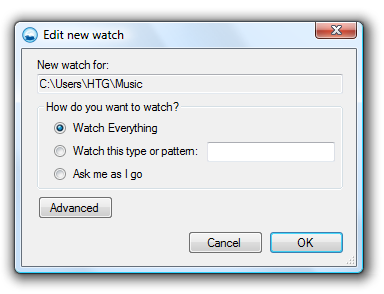 Edit new watch
New watch for:
C:\Users\HTG\Music
How do you want to watch?
Watch Everything
Watch this type or pattern:
Ask me as I go
Advanced
Cancel OK